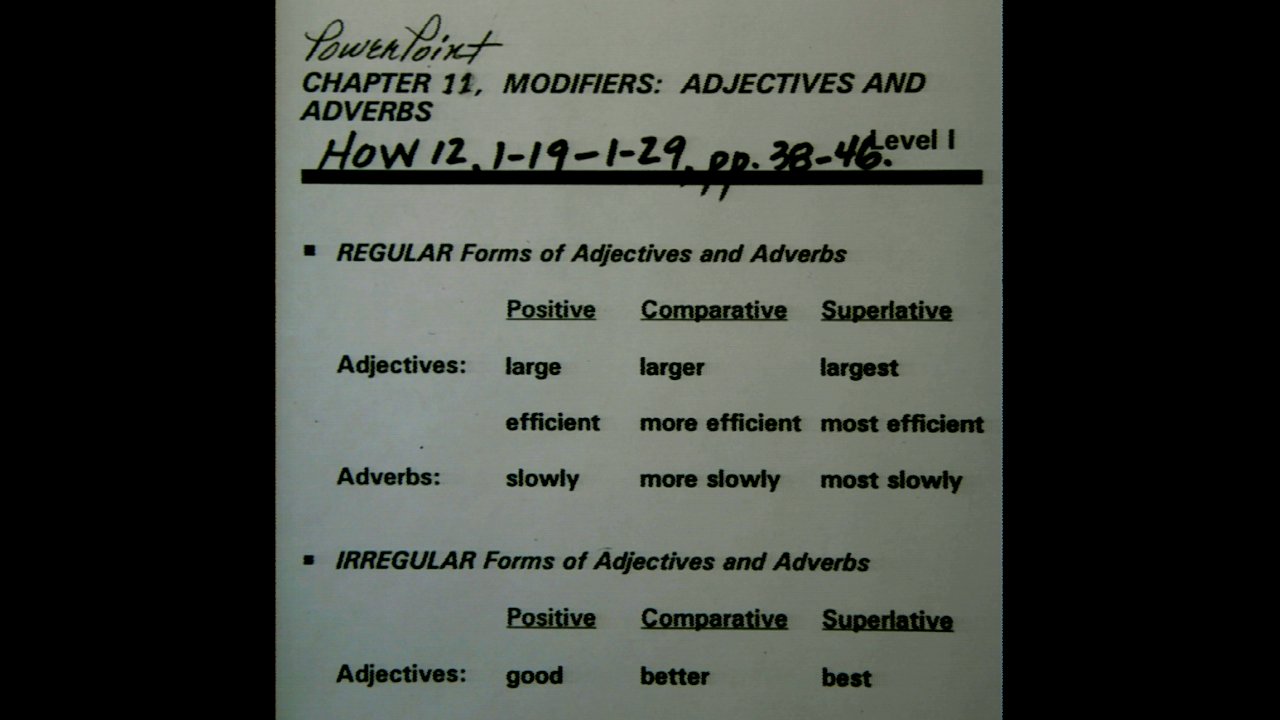 PowerPoint
CHAPTER 11, MODIFIERS: ADJECTIVES AND
ADVERBS
HOW 12, 1-19-1-29, pp. 38-46. Level I
▪ REGULAR Forms of Adjectives and Adverbs
Positive Comparative Superlative
Adjectives: large larger largest
efficient more efficient most efficient
Adverbs: slowly more slowly most slowly
▪ IRREGULAR Forms of Adjectives and Adverbs
Positive Comparative Superlative
Adjectives: good better best